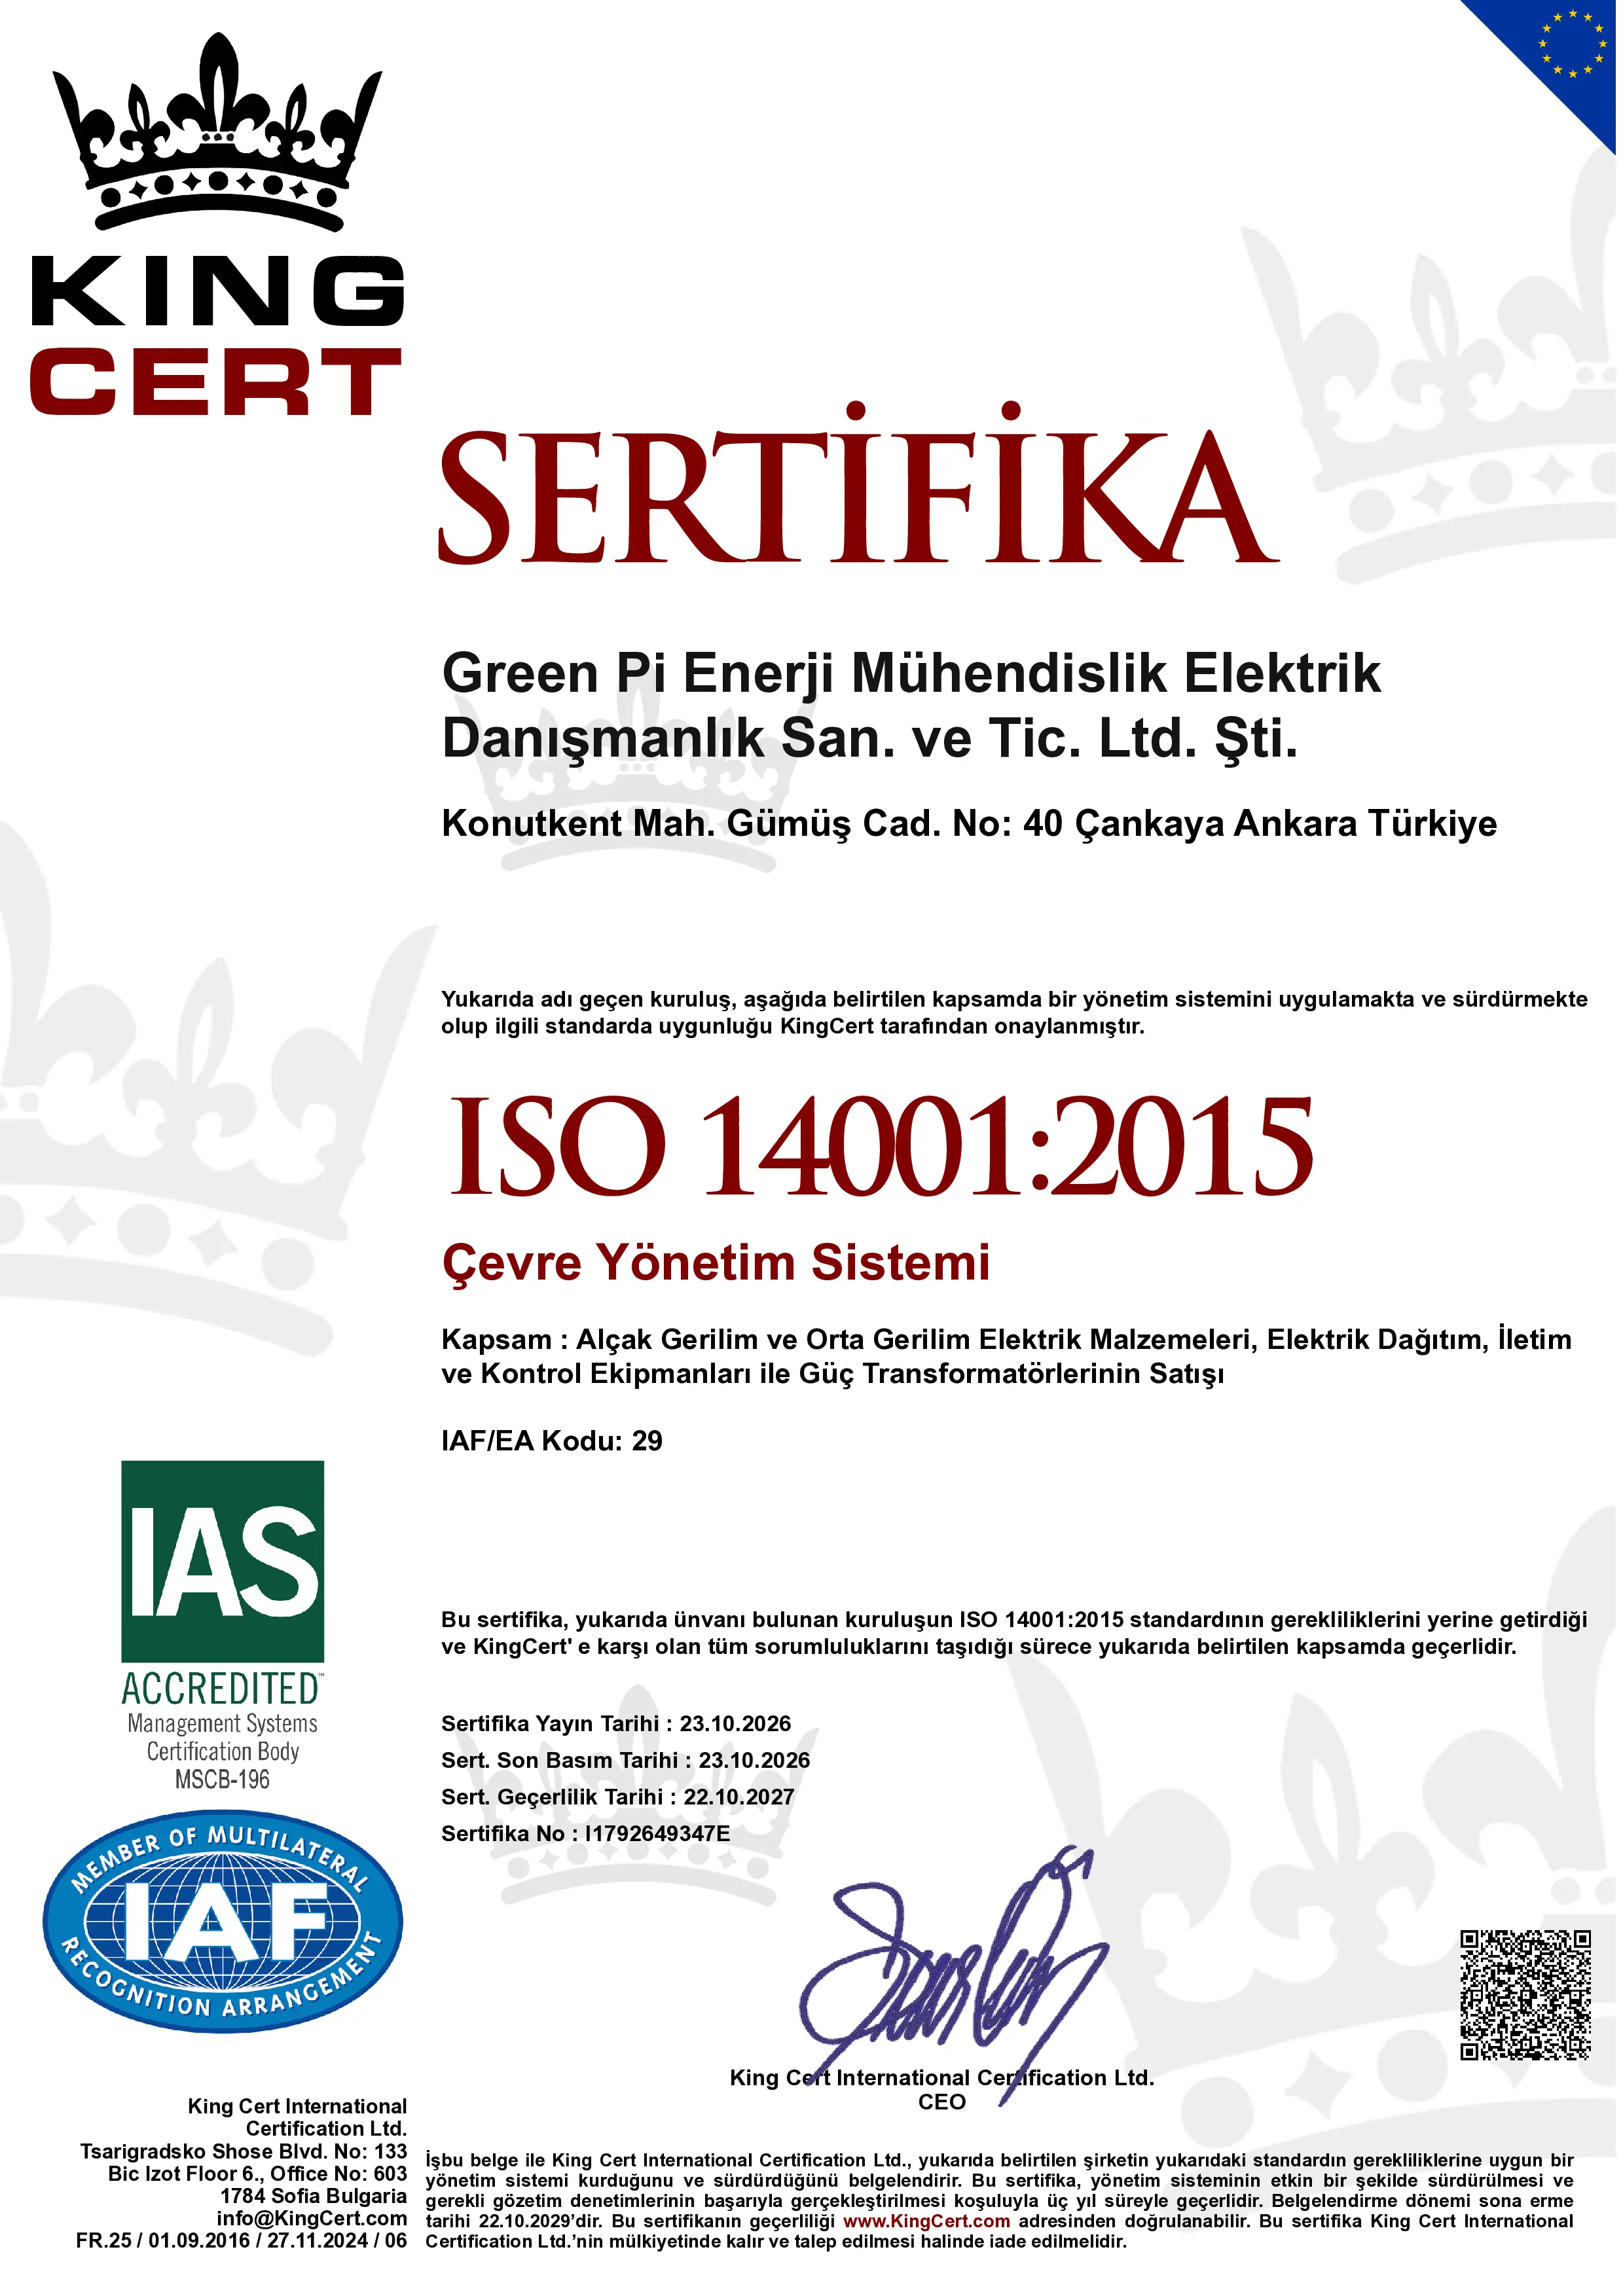 KING
CERT
SERTİFİKA
Green Pi Enerji Mühendislik Elektrik
Danışmanlık San. ve Tic. Ltd. Şti.
Konutkent Mah. Gümüş Cad. No: 40 Çankaya Ankara Türkiye
Yukarıda adı geçen kuruluş, aşağıda belirtilen kapsamda bir yönetim sistemini uygulamakta ve sürdürmekte
olup ilgili standarda uygunluğu KingCert tarafından onaylanmıştır.
ISO 14001:2015
Çevre Yönetim Sistemi
Kapsam : Alçak Gerilim ve Orta Gerilim Elektrik Malzemeleri, Elektrik Dağıtım, İletim
ve Kontrol Ekipmanları ile Güç Transformatörlerinin Satışı
IAF/EA Kodu: 29
IAS
ACCREDITED™
Management Systems
Certification Body
MSCB-196
Bu sertifika, yukarıda ünvanı bulunan kuruluşun ISO 14001:2015 standardının gerekliliklerini yerine getirdiği
ve KingCert' e karşı olan tüm sorumluluklarını taşıdığı sürece yukarıda belirtilen kapsamda geçerlidir.
Sertifika Yayın Tarihi : 23.10.2026
Sert. Son Basım Tarihi : 23.10.2026
Sert. Geçerlilik Tarihi : 22.10.2027
Sertifika No : I1792649347E
MEMBER OF MULTILATERAL
IAF
RECOGNITION ARRANGEMENT
King Cert International Certification Ltd.
CEO
King Cert International
Certification Ltd.
Tsarigradsko Shose Blvd. No: 133
Bic Izot Floor 6., Office No: 603
1784 Sofia Bulgaria
info@KingCert.com
FR.25 / 01.09.2016 / 27.11.2024 / 06
İşbu belge ile King Cert International Certification Ltd., yukarıda belirtilen şirketin yukarıdaki standardın gerekliliklerine uygun bir
yönetim sistemi kurduğunu ve sürdürdüğünü belgelendirir. Bu sertifika, yönetim sisteminin etkin bir şekilde sürdürülmesi ve
gerekli gözetim denetimlerinin başarıyla gerçekleştirilmesi koşuluyla üç yıl süreyle geçerlidir. Belgelendirme dönemi sona erme
tarihi 22.10.2029’dir. Bu sertifikanın geçerliliği www.KingCert.com adresinden doğrulanabilir. Bu sertifika King Cert International
Certification Ltd.’nin mülkiyetinde kalır ve talep edilmesi halinde iade edilmelidir.